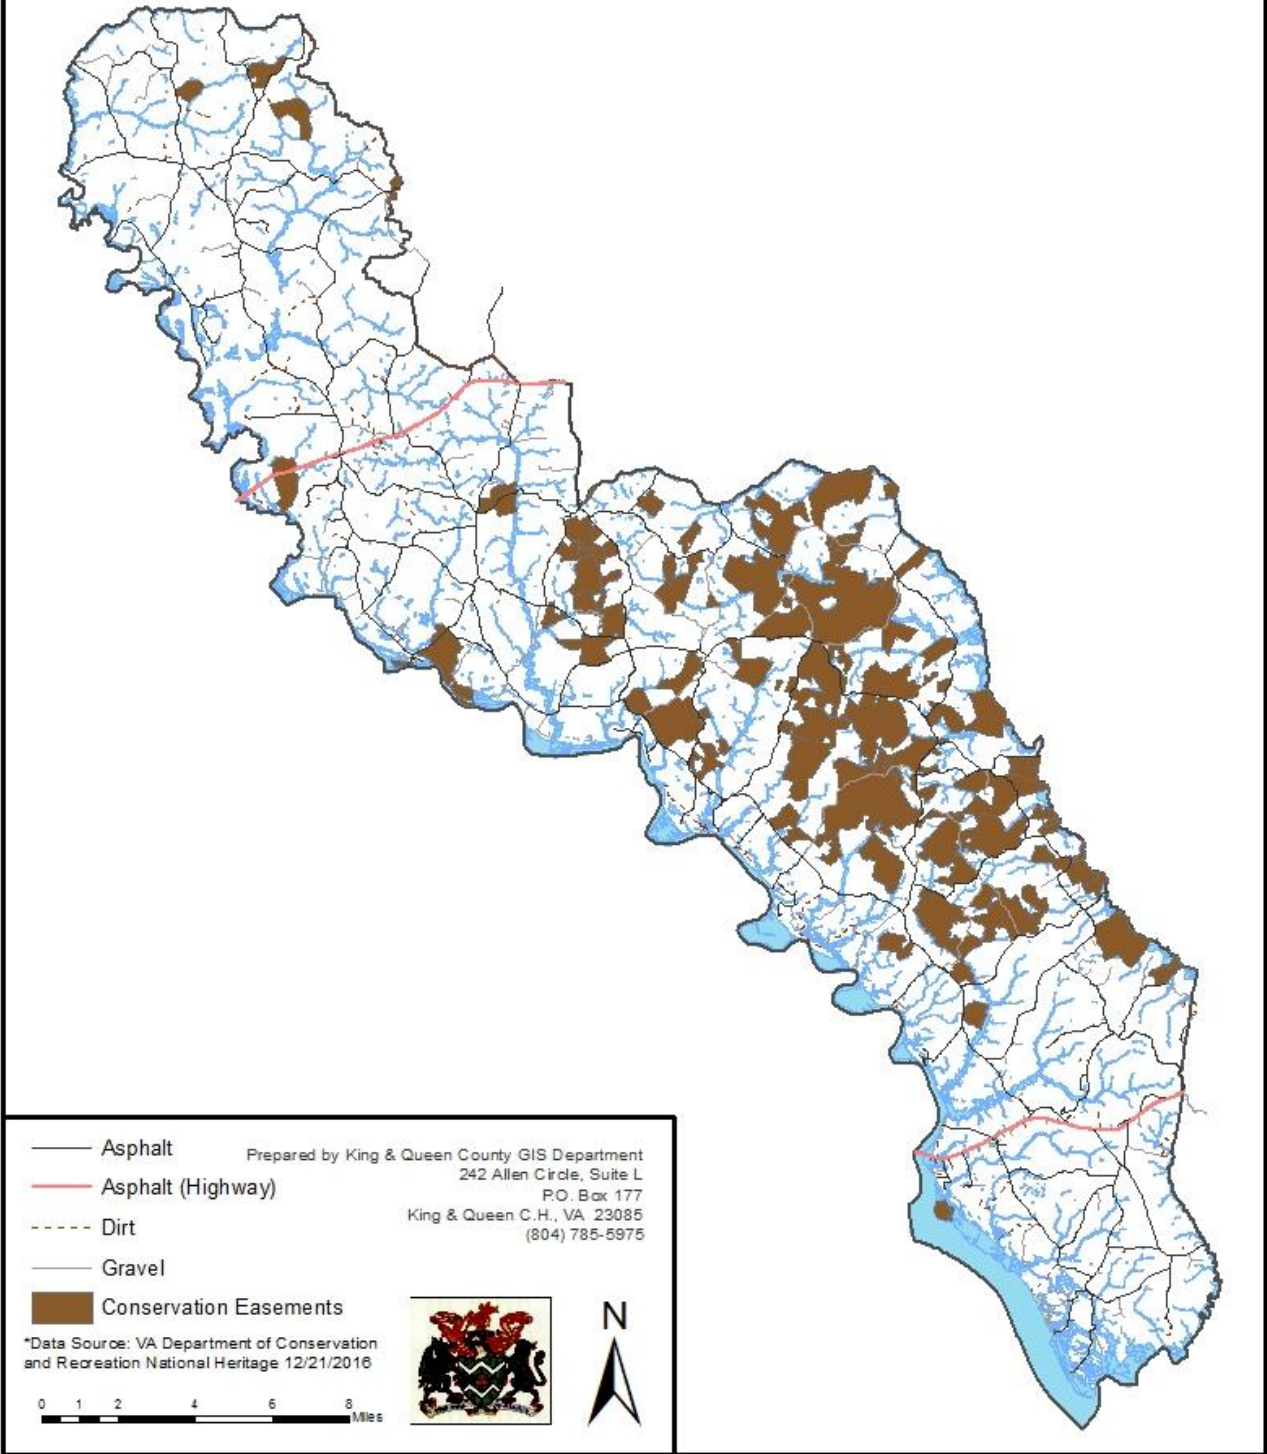 Asphalt
Asphalt (Highway)
Dirt
Gravel
Conservation Easements
Prepared by King & Queen County GIS Department
242 Allen Circle, Suite L
P.O. Box 177
King & Queen C.H., VA 23085
(804) 785-5975
*Data Source: VA Department of Conservation
and Recreation National Heritage 12/21/2016
0 1 2 4 6 8
Miles
N